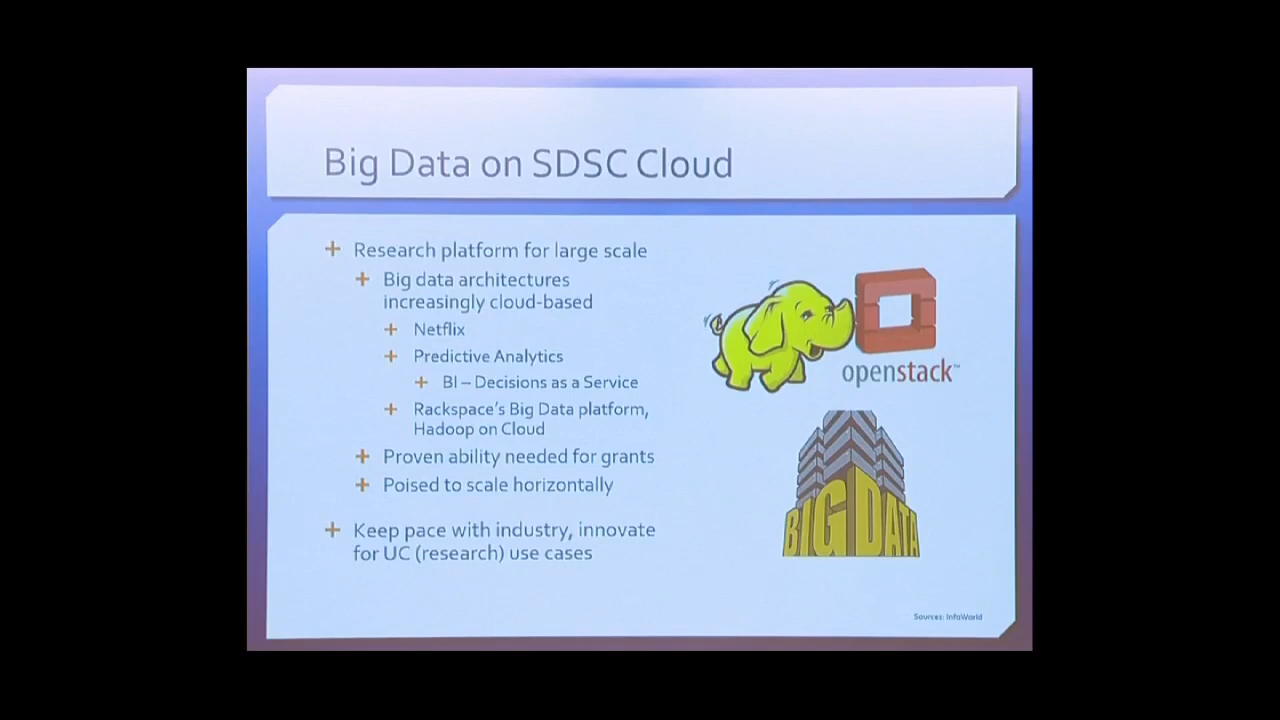 Big Data on SDSC Cloud
Research platform for large scale
Big data architectures
increasingly cloud-based
Netflix
Predictive Analytics
BI – Decisions as a Service
Rackspace's Big Data platform,
Hadoop on Cloud
Proven ability needed for grants
Poised to scale horizontally
Keep pace with industry, innovate
for UC (research) use cases
openstack™
BIG DATA
Sources: InfoWorld